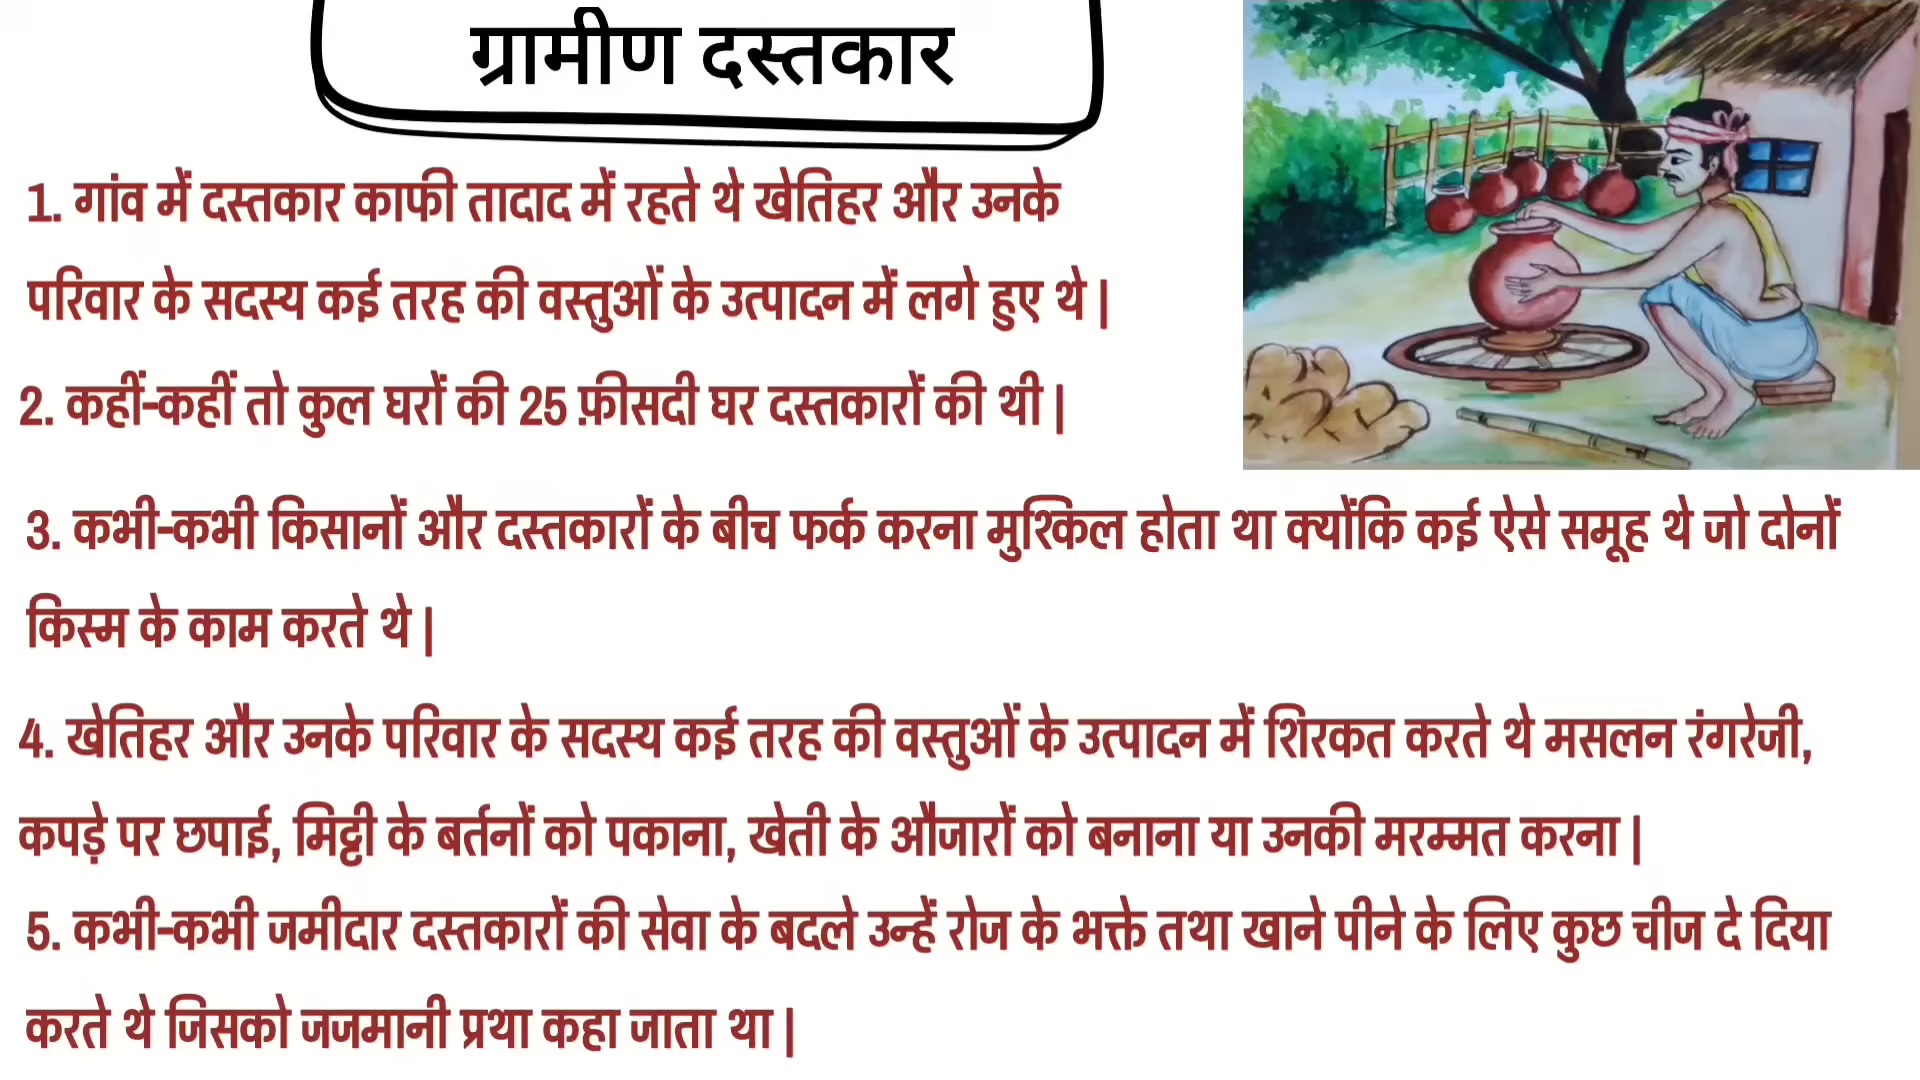 ग्रामीण दस्तकार
1. गांव में दस्तकार काफी तादाद में रहते थे खेतिहर और उनके
परिवार के सदस्य कई तरह की वस्तुओं के उत्पादन में लगे हुए थे |
2. कहीं-कहीं तो कुल घरों की 25 फ़ीसदी घर दस्तकारों की थी |
3. कभी-कभी किसानों और दस्तकारों के बीच फर्क करना मुश्किल होता था क्योंकि कई ऐसे समूह थे जो दोनों
किस्म के काम करते थे |
4. खेतिहर और उनके परिवार के सदस्य कई तरह की वस्तुओं के उत्पादन में शिरकत करते थे मसलन रंगरेजी,
कपड़े पर छपाई, मिट्टी के बर्तनों को पकाना, खेती के औजारों को बनाना या उनकी मरम्मत करना |
5. कभी-कभी जमीदार दस्तकारों की सेवा के बदले उन्हें रोज के भत्ते तथा खाने पीने के लिए कुछ चीज दे दिया
करते थे जिसको जजमानी प्रथा कहा जाता था |